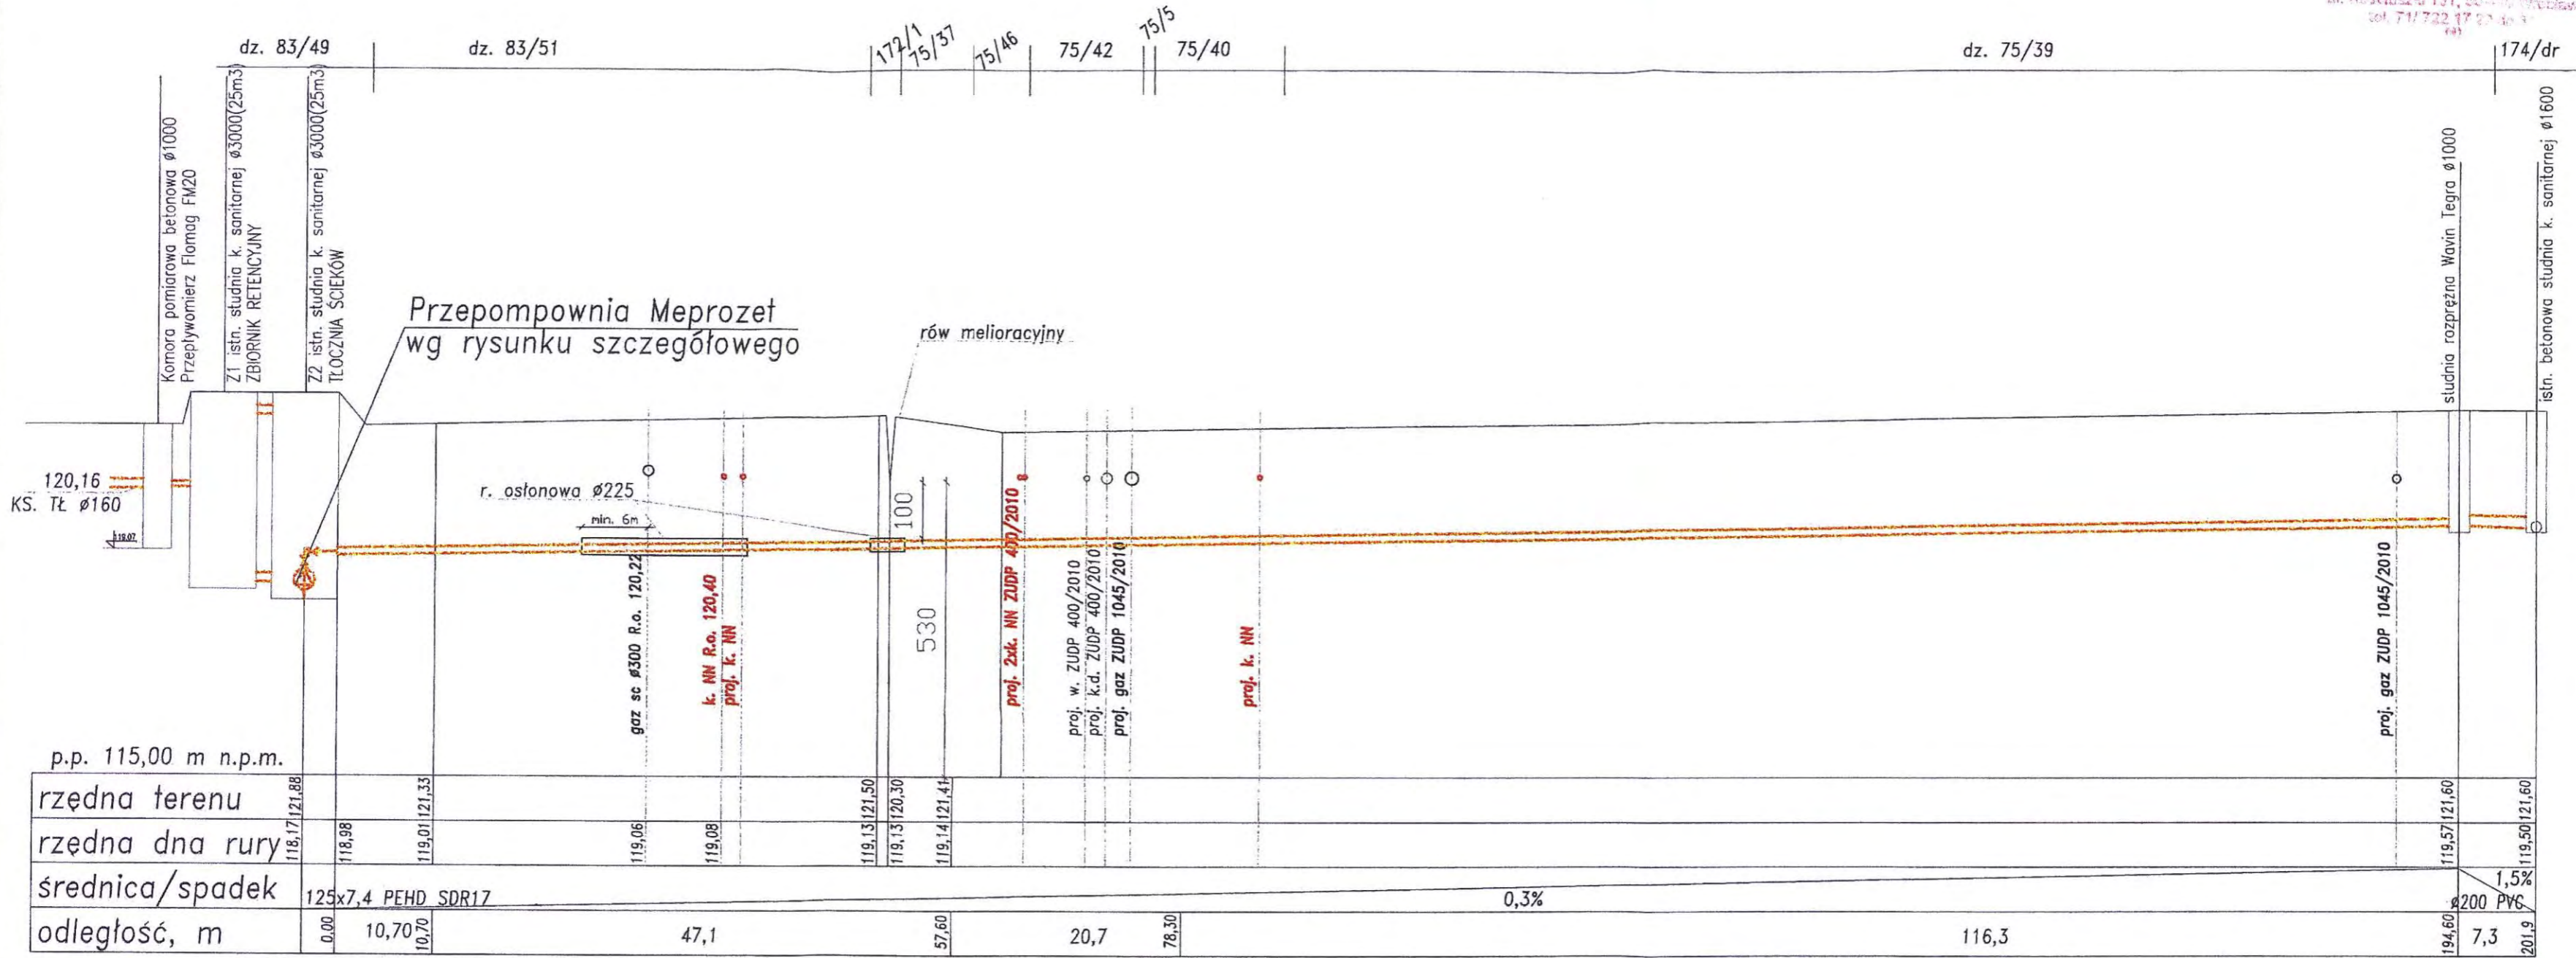 tel. 71/722 17
dz. 83/49
dz. 83/51
172/1
75/37
75/46
75/42
75/5
75/40
dz. 75/39
174/dr
Komora pomiarowa betonowa ø1000
Przepływomierz Flomag FM20
Z1 istn. studnia k. sanitarnej ø3000(25m3)
ZBIORNIK RETENCYJNY
Z2 istn. studnia k. sanitarnej ø3000(25m3)
TŁOCZNIA ŚCIEKÓW
studnia rozprężna Wavin Tegra ø1000
istn. betonowa studnia k. sanitarnej ø1600
Przepompownia Meprozet
wg rysunku szczegółowego
rów melioracyjny
120,16
KS. TŁ ø160
119.07
r. osłonowa ø225
min. 6m
100
530
gaz sc ø300 R.o. 120,22
k. NN R.o. 120,40
proj. k. NN
proj. 2xk. NN ZUDP 400/2010
proj. w. ZUDP 400/2010
proj. k.d. ZUDP 400/2010
proj. gaz ZUDP 1045/2010
proj. k. NN
proj. gaz ZUDP 1045/2010
p.p. 115,00 m n.p.m.
rzędna terenu
121,88
121,33
121,50
120,30
121,41
121,60
121,60
rzędna dna rury
118,17
118,98
119,01
119,06
119,08
119,13
119,13
119,14
119,57
119,50
średnica/spadek
125x7,4 PEHD SDR17
0,3%
1,5%
ø200 PVC
odległość, m
0,00
10,70
10,70
47,1
57,60
20,7
78,30
116,3
194,60
7,3
201,9